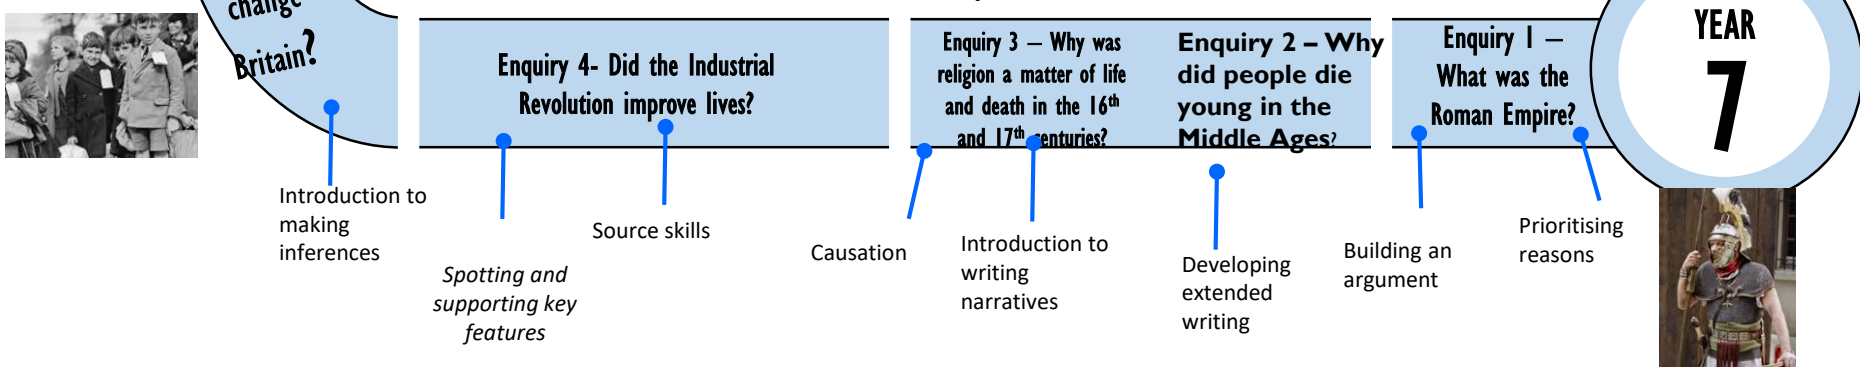 change
Britain?
Enquiry 4- Did the Industrial
Revolution improve lives?
Enquiry 3 – Why was
religion a matter of life
and death in the 16th
and 17th centuries?
Enquiry 2 – Why
did people die
young in the
Middle Ages?
Enquiry 1 –
What was the
Roman Empire?
YEAR
7
Introduction to
making
inferences
Spotting and
supporting key
features
Source skills
Causation
Introduction to
writing
narratives
Developing
extended
writing
Building an
argument
Prioritising
reasons